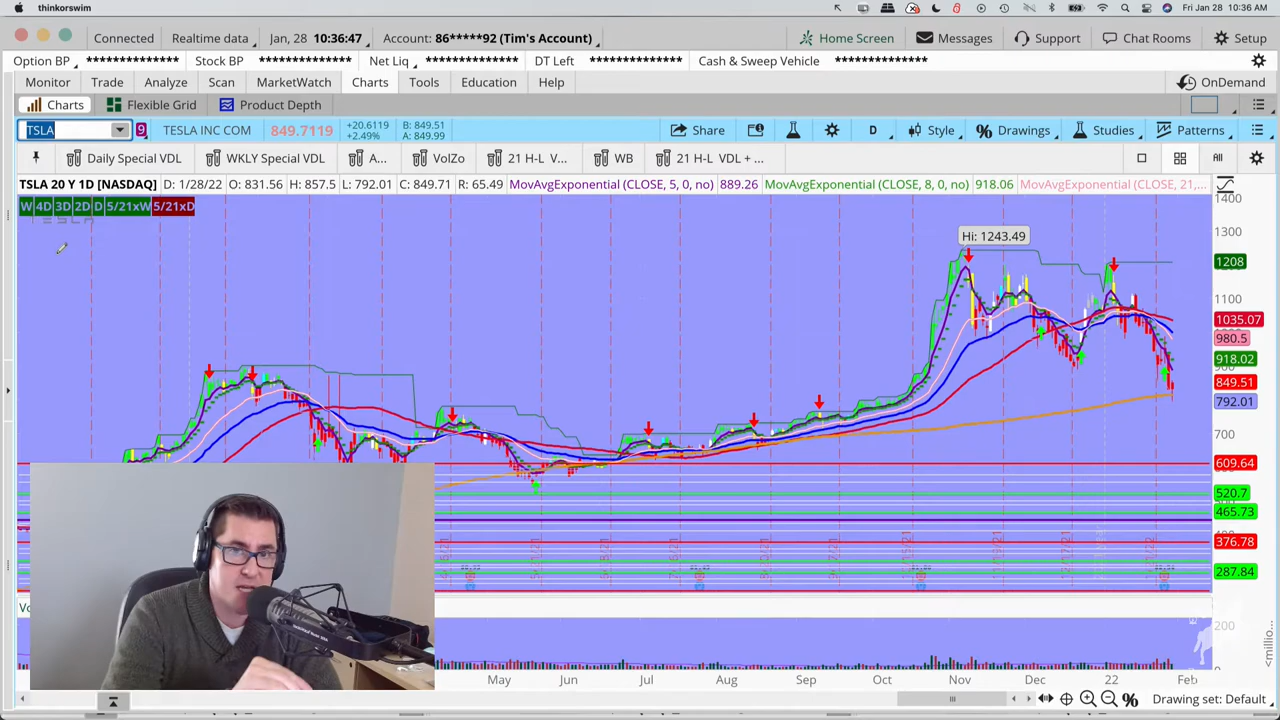 thinkorswim Fri Jan 28 10:36 AM
Connected Realtime data Jan, 28 10:36:47 Account: 86*****92 (Tim's Account) Home Screen Messages Support Chat Rooms Setup
Option BP ************** Stock BP ************** Net Liq ************** DT Left ************** Cash & Sweep Vehicle **************
Monitor Trade Analyze Scan MarketWatch Charts Tools Education Help OnDemand
Charts Flexible Grid Product Depth
TSLA 9 TESLA INC COM 849.7119 +20.6119 +2.49% B: 849.51 A: 849.99 Share D Style Drawings Studies Patterns
Daily Special VDL WKLY Special VDL A... VolZo 21 H-L V... WB 21 H-L VDL + ... All
TSLA 20 Y 1D [NASDAQ] D: 1/28/22 O: 831.56 H: 857.5 L: 792.01 C: 849.71 R: 65.49 MovAvgExponential (CLOSE, 5, 0, no) 889.26 MovAvgExponential (CLOSE, 8, 0, no) 918.06 MovAvgExponential (CLOSE, 21,...
1400
W 4D 3D 2D D 5/21xW 5/21xD
1300
Hi: 1243.49
1208
1100
1035.07
980.5
918.02
849.51
792.01
700
609.64
520.7
465.73
376.78
287.84
200
<millio...
May Jun Jul Aug Sep Oct Nov Dec 22 Feb
Drawing set: Default